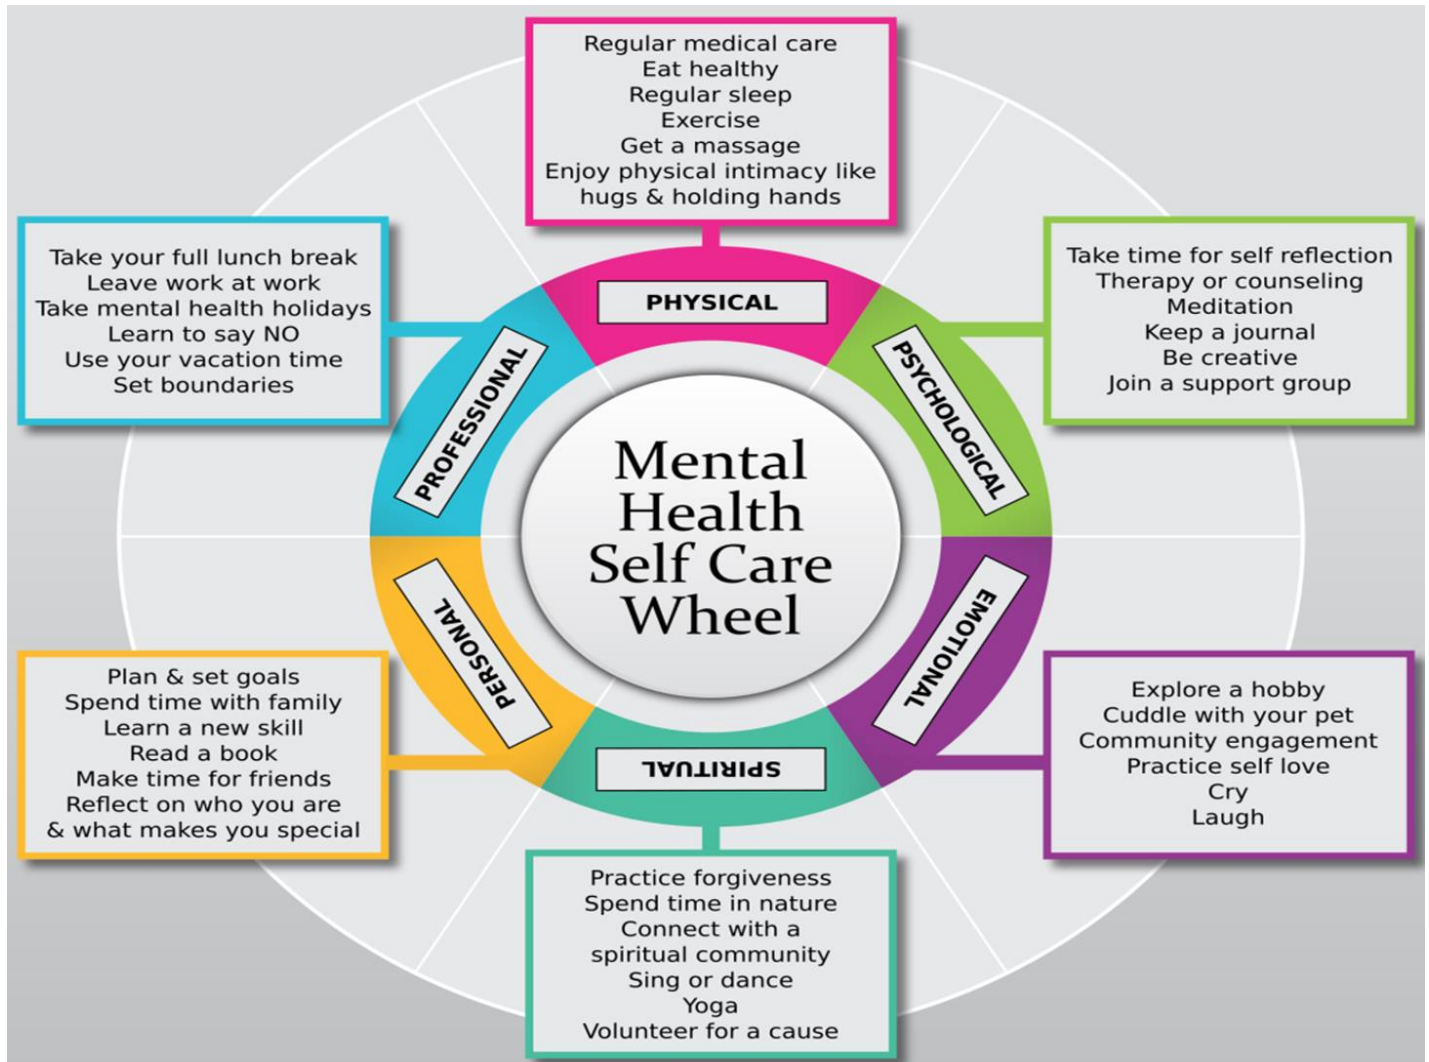 Regular medical care
Eat healthy
Regular sleep
Exercise
Get a massage
Enjoy physical intimacy like
hugs & holding hands
PHYSICAL
Take time for self reflection
Therapy or counseling
Meditation
Keep a journal
Be creative
Join a support group
PSYCHOLOGICAL
Explore a hobby
Cuddle with your pet
Community engagement
Practice self love
Cry
Laugh
EMOTIONAL
Practice forgiveness
Spend time in nature
Connect with a
spiritual community
Sing or dance
Yoga
Volunteer for a cause
SPIRITUAL
Plan & set goals
Spend time with family
Learn a new skill
Read a book
Make time for friends
Reflect on who you are
& what makes you special
PERSONAL
Take your full lunch break
Leave work at work
Take mental health holidays
Learn to say NO
Use your vacation time
Set boundaries
PROFESSIONAL
Mental
Health
Self Care
Wheel